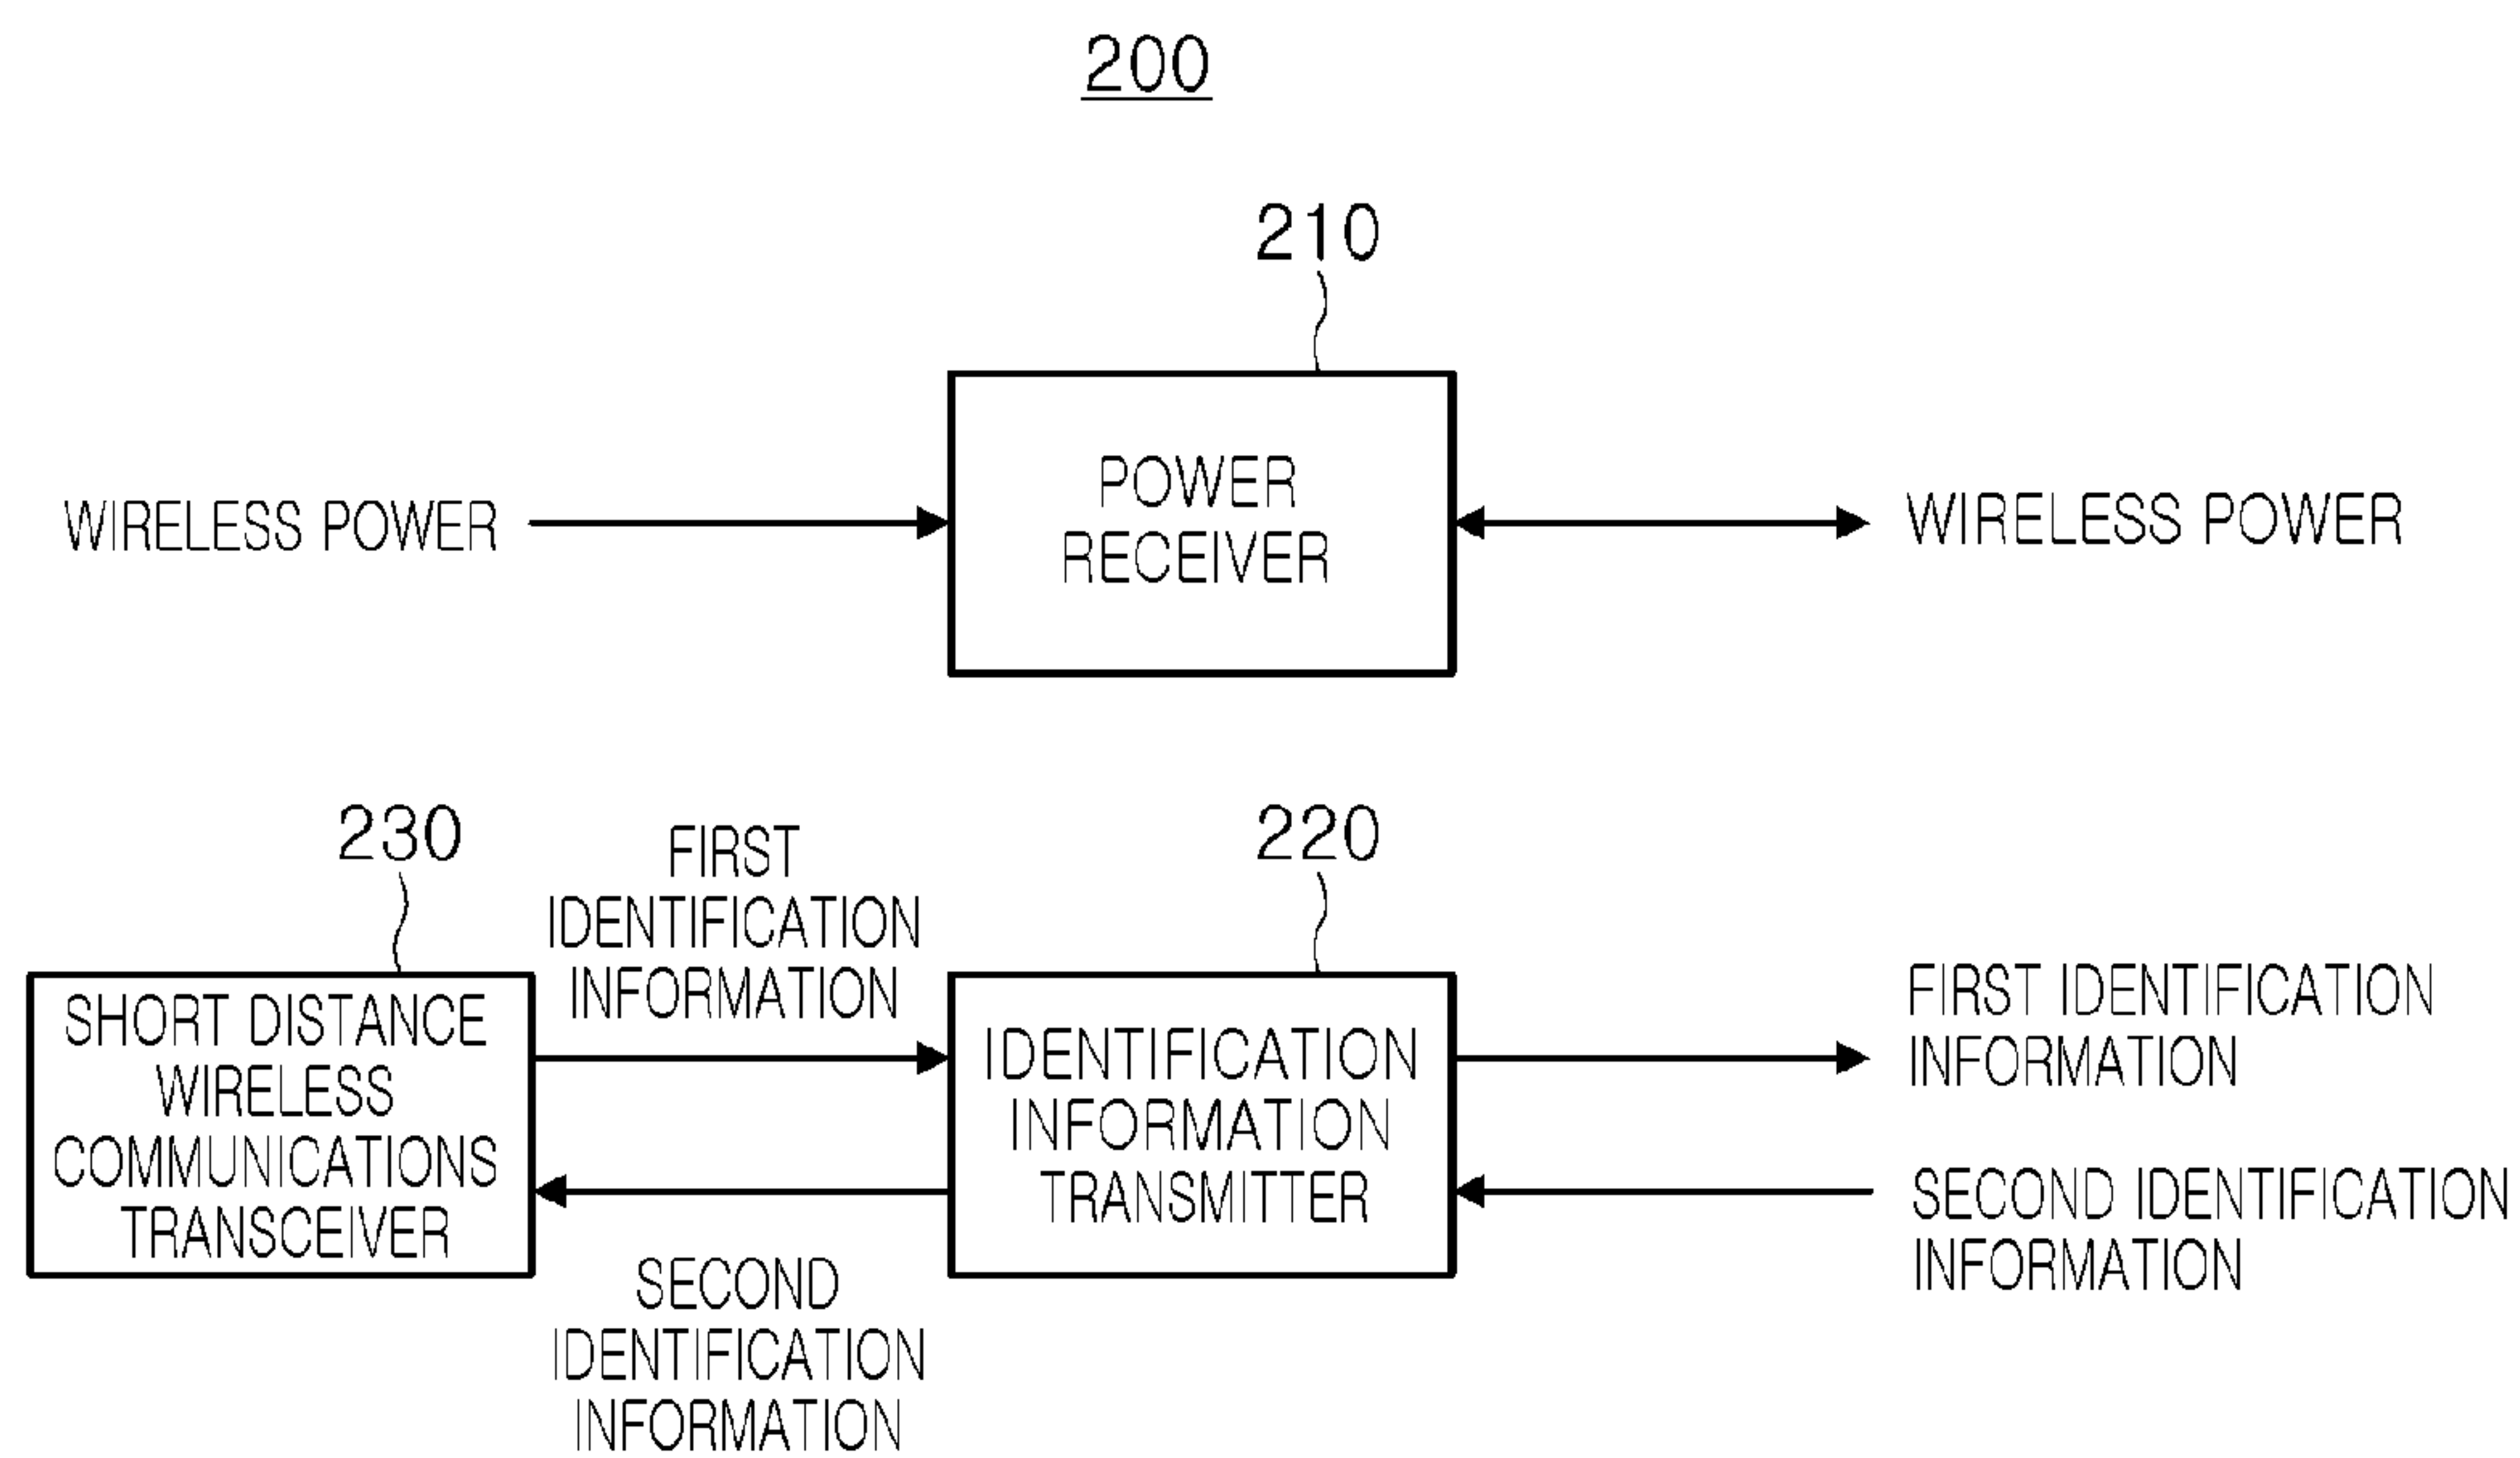 200
210
WIRELESS POWER
POWER
RECEIVER
WIRELESS POWER
230
FIRST
IDENTIFICATION
INFORMATION
220
SHORT DISTANCE
WIRELESS
COMMUNICATIONS
TRANSCEIVER
IDENTIFICATION
INFORMATION
TRANSMITTER
FIRST IDENTIFICATION
INFORMATION
SECOND IDENTIFICATION
INFORMATION
SECOND
IDENTIFICATION
INFORMATION